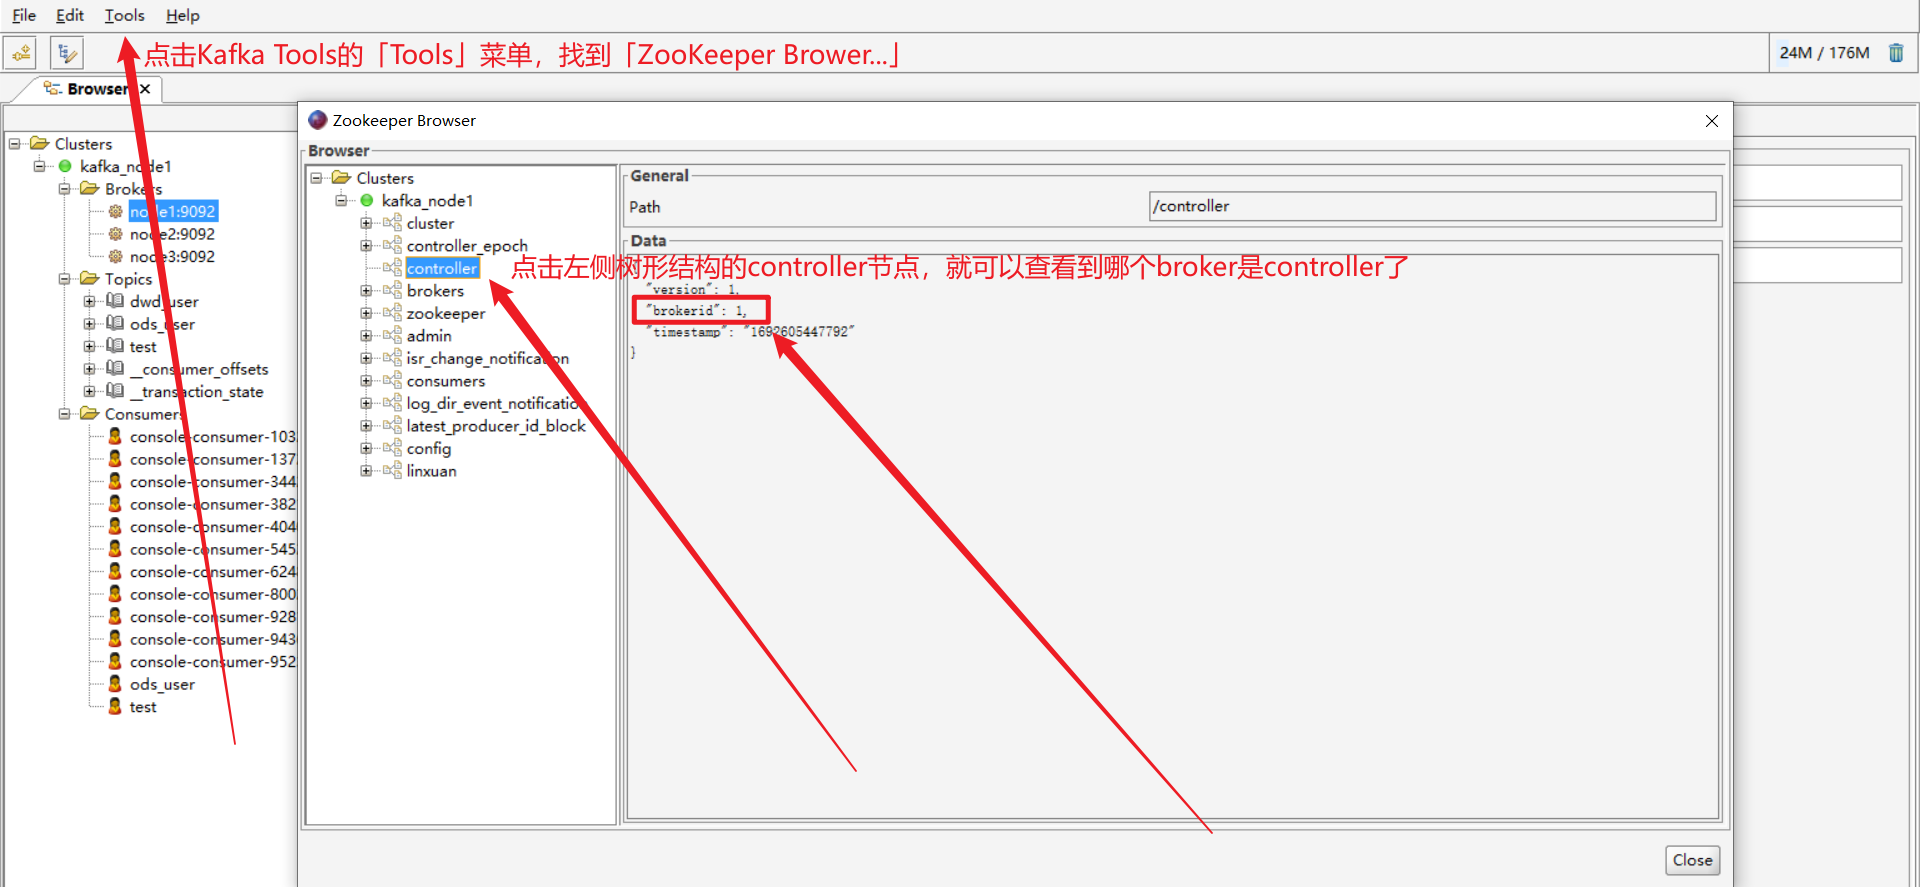 File Edit Tools Help
点击Kafka Tools的「Tools」菜单，找到「ZooKeeper Brower...」
24M / 176M
Browser
Clusters
kafka_node1
Brokers
node1:9092
node2:9092
node3:9092
Topics
dwd_user
ods_user
test
__consumer_offsets
__transaction_state
Consumers
console-consumer-103
console-consumer-137
console-consumer-344
console-consumer-382
console-consumer-404
console-consumer-545
console-consumer-624
console-consumer-800
console-consumer-928
console-consumer-943
console-consumer-952
ods_user
test
Zookeeper Browser
Browser
Clusters
kafka_node1
cluster
controller_epoch
controller
brokers
zookeeper
admin
isr_change_notification
consumers
log_dir_event_notification
latest_producer_id_block
config
linxuan
General
Path
/controller
Data
点击左侧树形结构的controller节点，就可以查看到哪个broker是controller了
"version": 1,
"brokerid": 1,
"timestamp": "1692605447792"
}
Close